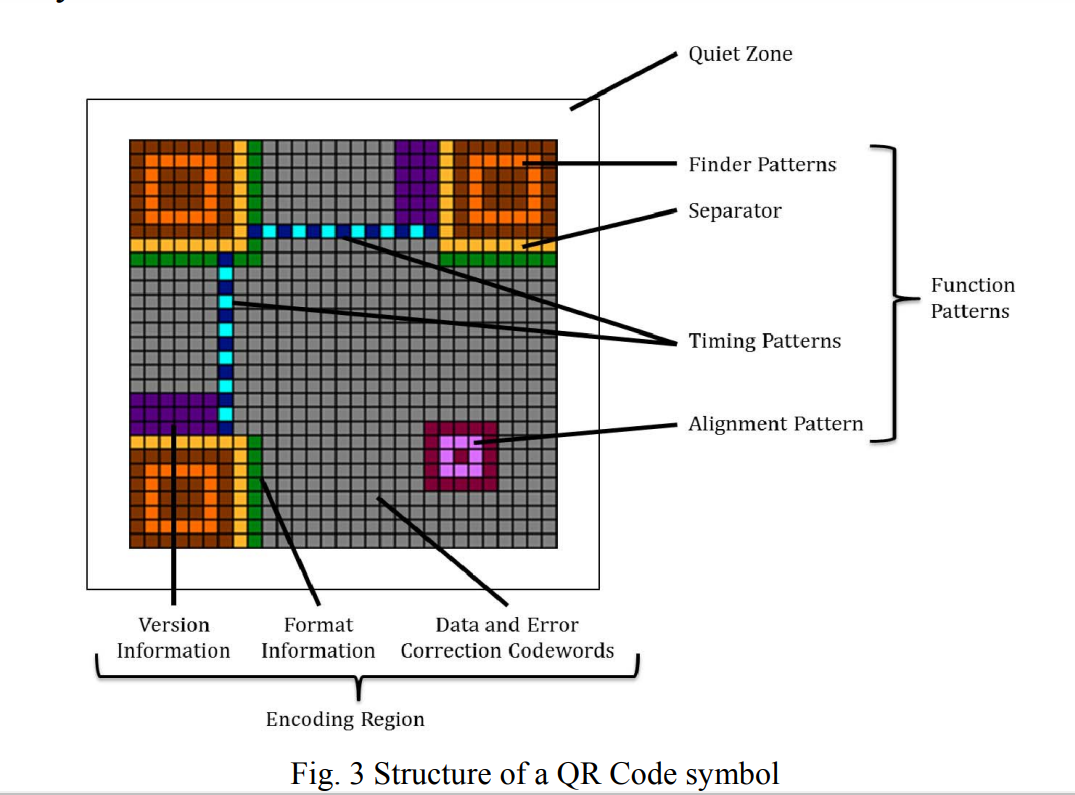 Quiet Zone
Finder Patterns
Separator
Function
Patterns
Timing Patterns
Alignment Pattern
Version
Information
Format
Information
Data and Error
Correction Codewords
Encoding Region
Fig. 3 Structure of a QR Code symbol